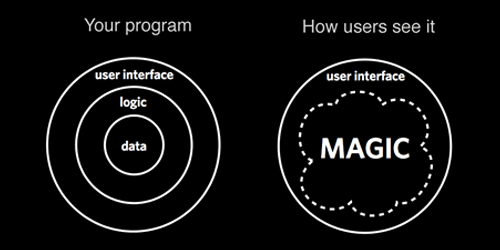 Your program
user interface
logic
data
How users see it
user interface
MAGIC